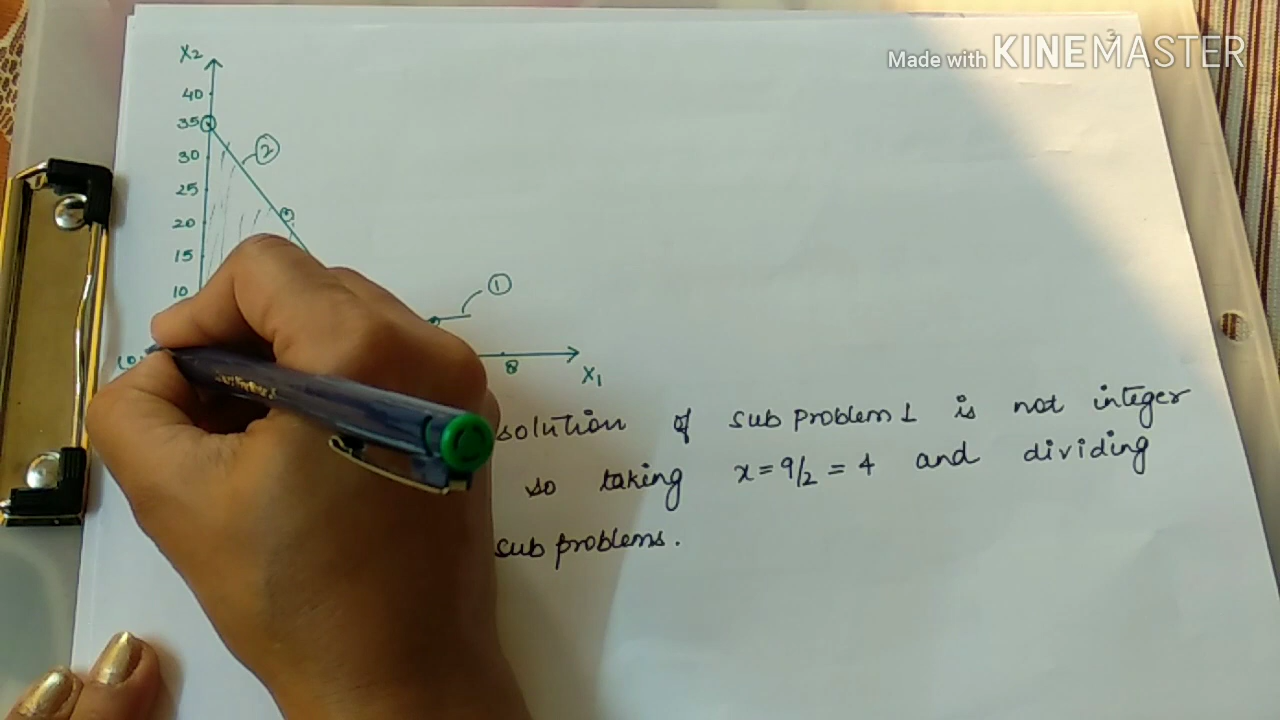 3
Made with KINEMASTER
X2
40
35
30
2
25
20
15
10
1
8
X1
solution of sub problem 1 is not integer
so taking x = 9/2 = 4 and dividing
sub problems.